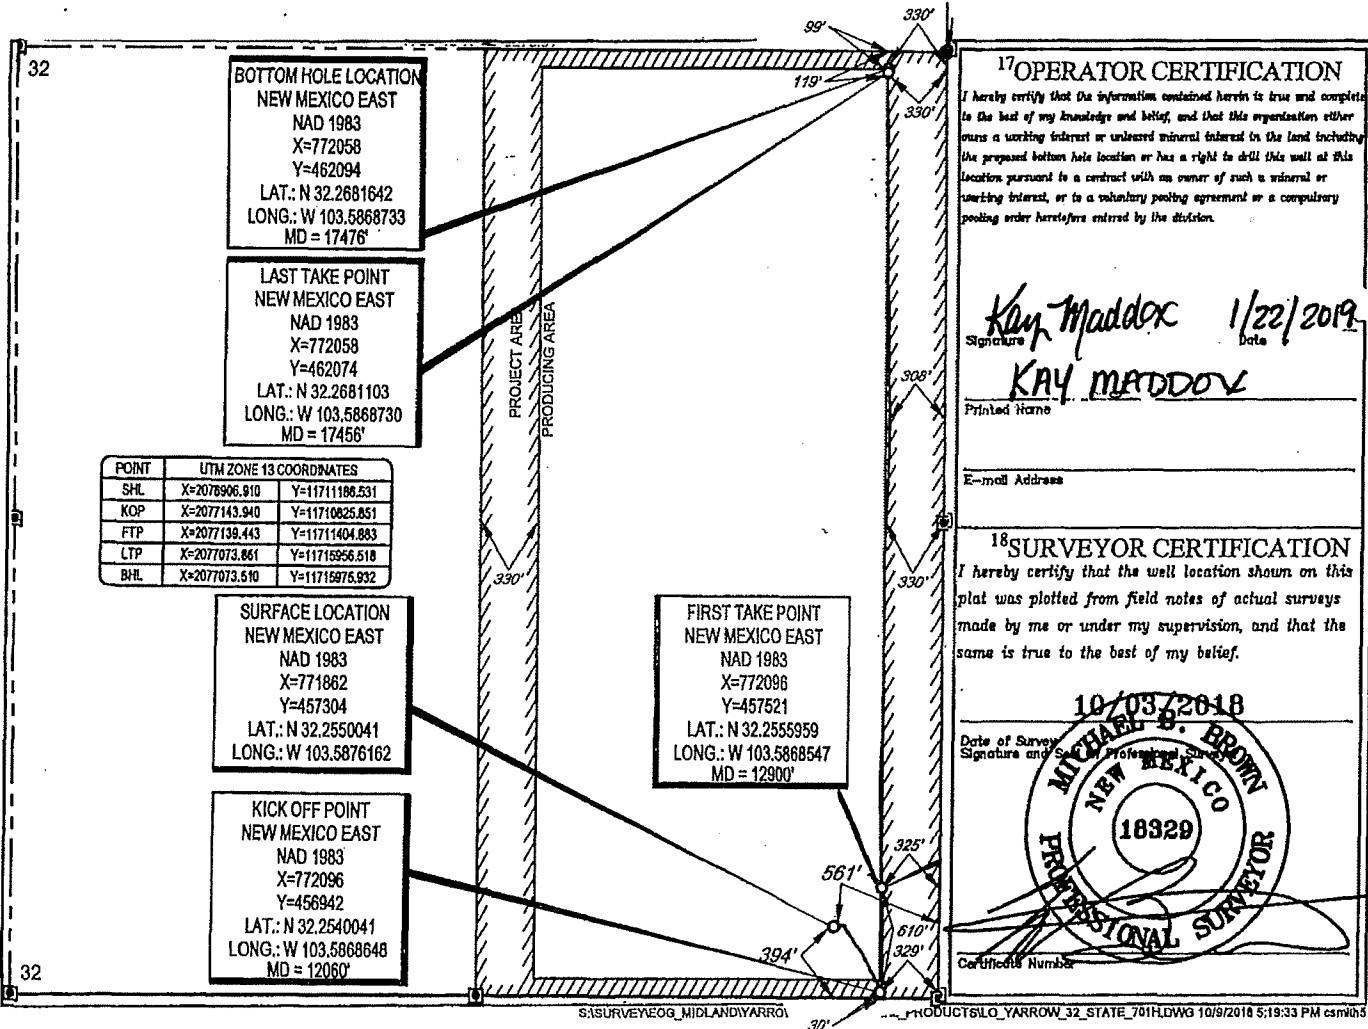 32
BOTTOM HOLE LOCATION
NEW MEXICO EAST
NAD 1983
X=772058
Y=462094
LAT.: N 32.2681642
LONG.: W 103.5868733
MD = 17476'
LAST TAKE POINT
NEW MEXICO EAST
NAD 1983
X=772058
Y=462074
LAT.: N 32.2681103
LONG.: W 103.5868730
MD = 17456'
POINT UTM ZONE 13 COORDINATES
SHL X=2076906.910 Y=11711186.531
KOP X=2077143.940 Y=11710825.851
FTP X=2077139.443 Y=11711404.883
LTP X=2077073.861 Y=11715956.518
BHL X=2077073.510 Y=11715975.932
SURFACE LOCATION
NEW MEXICO EAST
NAD 1983
X=771862
Y=457304
LAT.: N 32.2550041
LONG.: W 103.5876162
KICK OFF POINT
NEW MEXICO EAST
NAD 1983
X=772096
Y=456942
LAT.: N 32.2540041
LONG.: W 103.5868648
MD = 12060'
32
99'
330'
119'
330'
PROJECT AREA
PRODUCING AREA
308'
330'
330'
FIRST TAKE POINT
NEW MEXICO EAST
NAD 1983
X=772096
Y=457521
LAT.: N 32.2555959
LONG.: W 103.5868547
MD = 12900'
325'
561'
610'
394'
329'
30'
17OPERATOR CERTIFICATION
I hereby certify that the information contained herein is true and complete
to the best of my knowledge and belief, and that this organization either
owns a working interest or unleased mineral interest in the land including
the proposed bottom hole location or has a right to drill this well at this
location pursuant to a contract with an owner of such a mineral or
working interest, or to a voluntary pooling agreement or a compulsory
pooling order heretofore entered by the division.
Kay Maddox 1/22/2019
Signature Date
KAY MADDOX
Printed Name
E-mail Address
18SURVEYOR CERTIFICATION
I hereby certify that the well location shown on this
plat was plotted from field notes of actual surveys
made by me or under my supervision, and that the
same is true to the best of my belief.
10/03/2018
Date of Survey
Signature and Professional
MICHAEL B. BROWN
NEW MEXICO
18329
PROFESSIONAL SURVEYOR
Certificate Number
S:\SURVEY\EOG_MIDLAND\YARRO
PRODUCTS\LO_YARROW_32_STATE_701H.DWG 10/9/2018 5:19:33 PM csmith